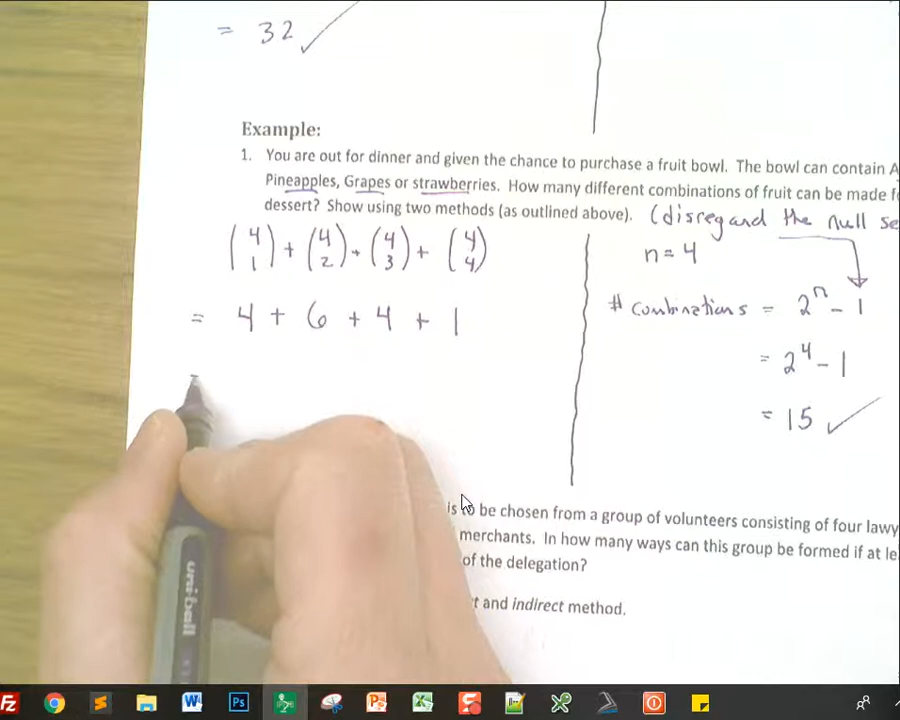 = 32 ✓
Example:
1. You are out for dinner and given the chance to purchase a fruit bowl. The bowl can contain A
Pineapples, Grapes or strawberries. How many different combinations of fruit can be made f
dessert? Show using two methods (as outlined above). (disregard the null se
(4 1) + (4 2) + (4 3) + (4 4)
n = 4
# combinations = 2ⁿ - 1
= 4 + 6 + 4 + 1
= 2⁴ - 1
=
= 15 ✓
is to be chosen from a group of volunteers consisting of four lawy
merchants. In how many ways can this group be formed if at le
of the delegation?
t and indirect method.
uni-ball